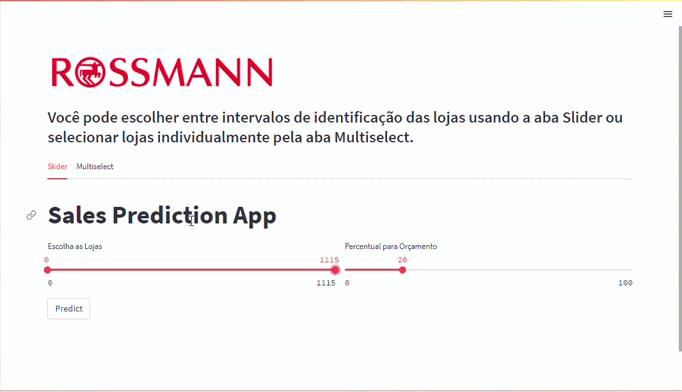 ROSSMANN
Você pode escolher entre intervalos de identificação das lojas usando a aba Slider ou
selecionar lojas individualmente pela aba Multiselect.
Slider Multiselect
Sales Prediction App
Escolha as Lojas Percentual para Orçamento
0 1115 20
0 1115 0 100
Predict